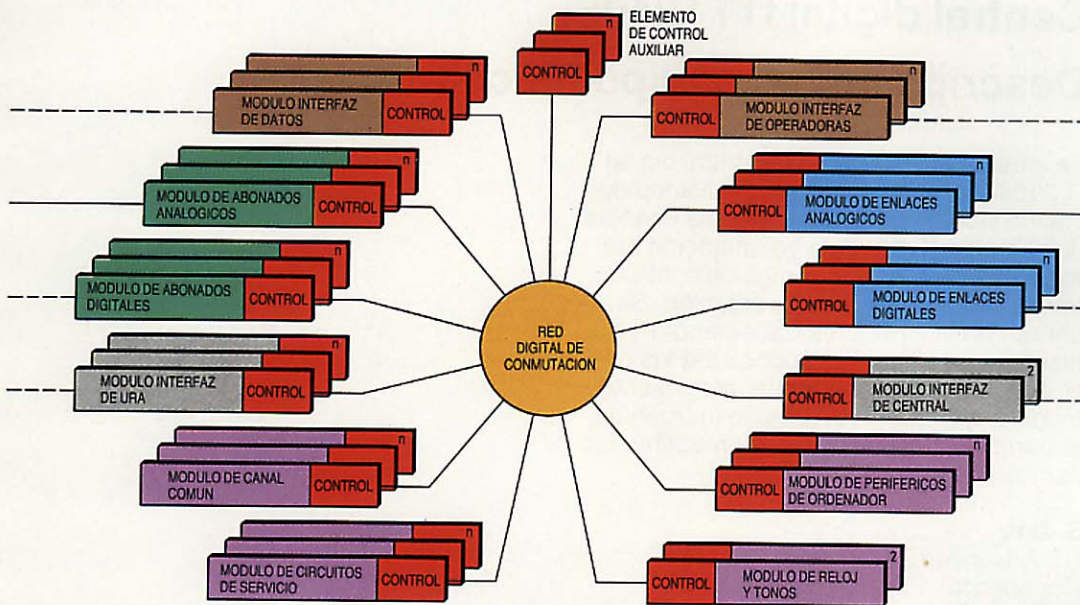 n
ELEMENTO
DE CONTROL
AUXILIAR
CONTROL
n
MODULO INTERFAZ
DE DATOS
CONTROL
n
CONTROL
MODULO INTERFAZ
DE OPERADORAS
n
MODULO DE ABONADOS
ANALOGICOS
CONTROL
n
CONTROL
MODULO DE ENLACES
ANALOGICOS
n
MODULO DE ABONADOS
DIGITALES
CONTROL
n
CONTROL
MODULO DE ENLACES
DIGITALES
RED
DIGITAL DE
CONMUTACION
n
MODULO INTERFAZ
DE URA
CONTROL
2
CONTROL
MODULO INTERFAZ
DE CENTRAL
n
MODULO DE CANAL
COMUN
CONTROL
n
CONTROL
MODULO DE PERIFERICOS
DE ORDENADOR
n
MODULO DE CIRCUITOS
DE SERVICIO
CONTROL
2
CONTROL
MODULO DE RELOJ
Y TONOS